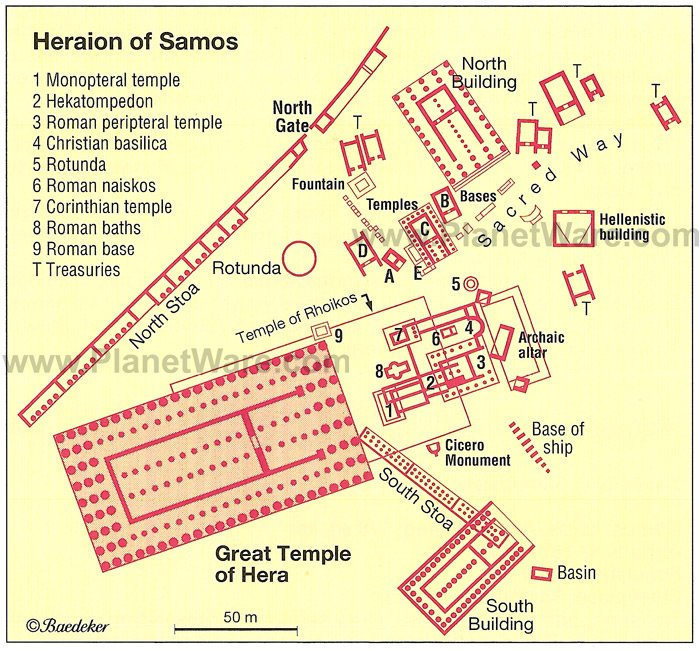 Heraion of Samos
1 Monopteral temple
2 Hekatompedon
3 Roman peripteral temple
4 Christian basilica
5 Rotunda
6 Roman naiskos
7 Corinthian temple
8 Roman baths
9 Roman base
T Treasuries
North
Gate
North
Building
T
T
T
T
Fountain
Temples
B
Bases
Sacred Way
C
D
A
E
Hellenistic
building
www.PlanetWare.com
Rotunda
T
5
North Stoa
Temple of Rhoikos
9
7
6
4
Archaic
altar
www.PlanetWare.com
8
3
2
1
Cicero
Monument
Base of
ship
South Stoa
Great Temple
of Hera
Basin
South
Building
50 m
©Baedeker